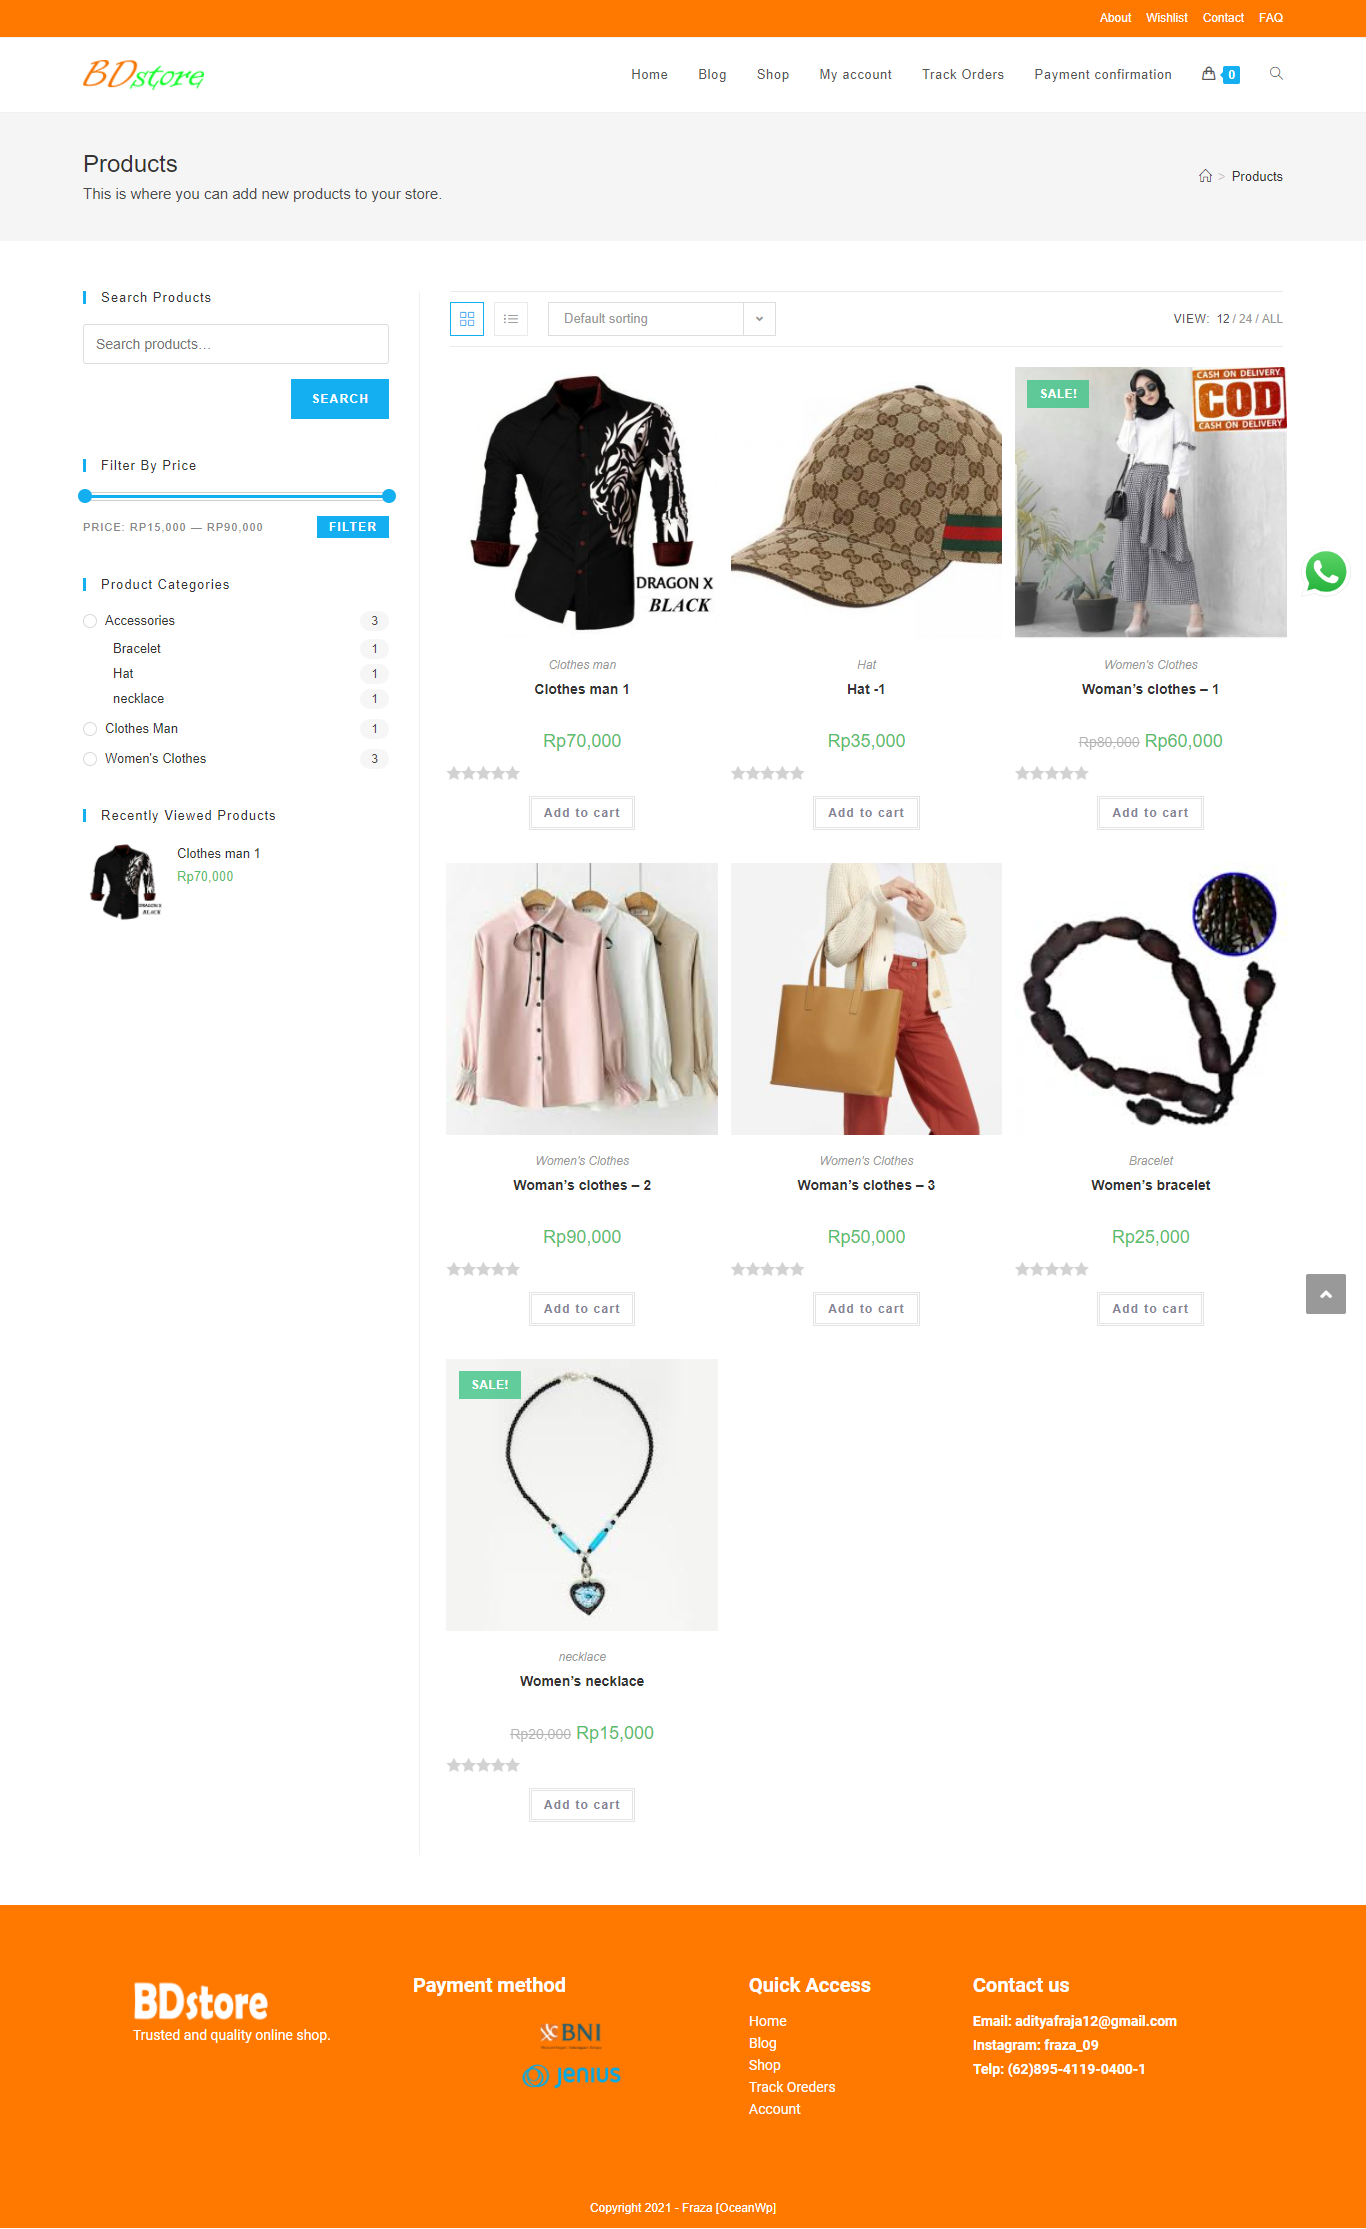 About Wishlist Contact FAQ
BDstore
Home Blog Shop My account Track Orders Payment confirmation 0
Products
This is where you can add new products to your store.
> Products
Search Products
Search products…
SEARCH
Filter By Price
PRICE: RP15,000 — RP90,000
FILTER
Product Categories
Accessories 3
Bracelet 1
Hat 1
necklace 1
Clothes Man 1
Women's Clothes 3
Recently Viewed Products
Clothes man 1
Rp70,000
DRAGON X
BLACK
Default sorting
VIEW: 12 / 24 / ALL
DRAGON X
BLACK
SALE!
CASH ON DELIVERY
COD
CASH ON DELIVERY
Clothes man
Clothes man 1
Rp70,000
Add to cart
Hat
Hat -1
Rp35,000
Add to cart
Women's Clothes
Woman’s clothes – 1
Rp80,000 Rp60,000
Add to cart
Women's Clothes
Woman’s clothes – 2
Rp90,000
Add to cart
Women's Clothes
Woman’s clothes – 3
Rp50,000
Add to cart
Bracelet
Women’s bracelet
Rp25,000
Add to cart
SALE!
necklace
Women’s necklace
Rp20,000 Rp15,000
Add to cart
BDstore
Trusted and quality online shop.
Payment method
BNI
jenius
Quick Access
Home
Blog
Shop
Track Oreders
Account
Contact us
Email: adityafraja12@gmail.com
Instagram: fraza_09
Telp: (62)895-4119-0400-1
Copyright 2021 - Fraza [OceanWp]